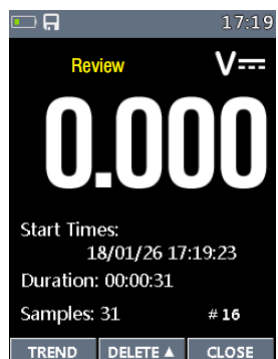 17:19
Review V
0.000
Start Times:
18/01/26 17:19:23
Duration: 00:00:31
Samples: 31 # 16
TREND DELETE ▲ CLOSE